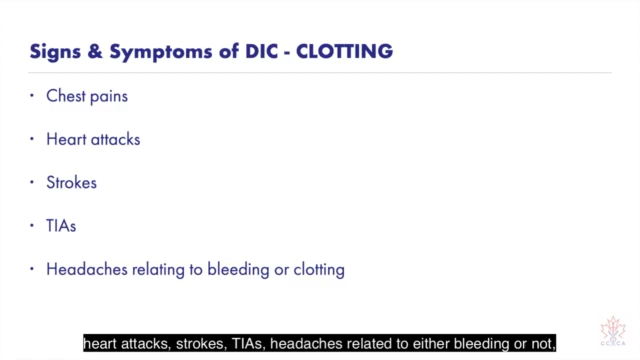 Signs & Symptoms of DIC - CLOTTING
• Chest pains
• Heart attacks
• Strokes
• TIAs
• Headaches relating to bleeding or clotting
CCSCA
heart attacks, strokes, TIAs, headaches related to either bleeding or not,